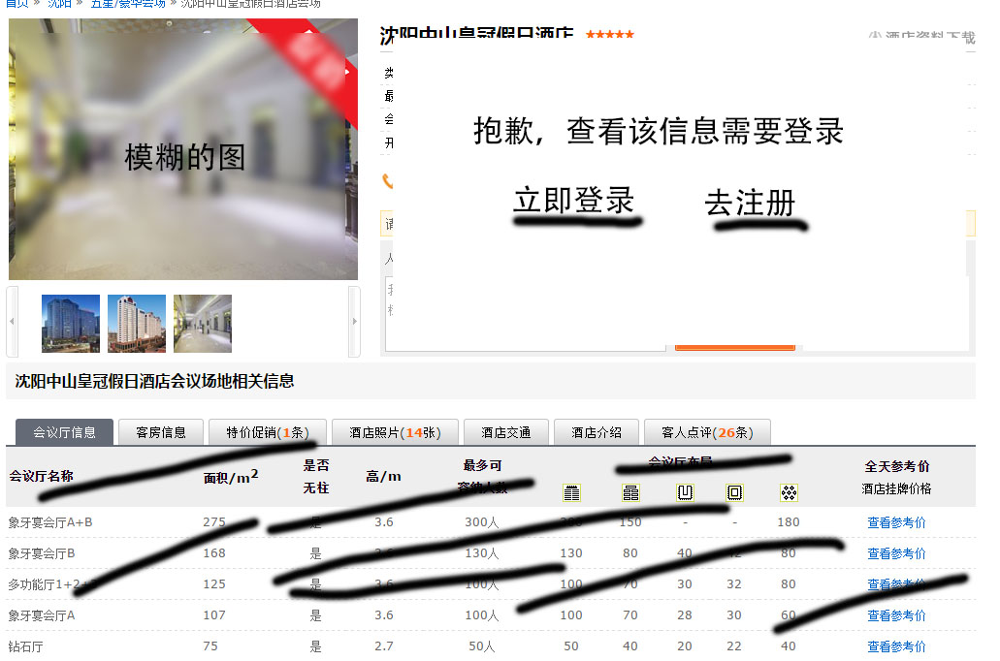 首页 » 沈阳 » 五星/豪华会场 » 沈阳中山皇冠假日酒店会场
沈阳中山皇冠假日酒店 ★★★★★
酒店资料下载
模糊的图
抱歉，查看该信息需要登录
立即登录 去注册
沈阳中山皇冠假日酒店会议场地相关信息
会议厅信息 客房信息 特价促销(1条) 酒店照片(14张) 酒店交通 酒店介绍 客人点评(26条)
会议厅名称 面积/m² 是否无柱 高/m 最多可容纳人数 会议厅布局 全天参考价
酒店挂牌价格
象牙宴会厅A+B 275 是 3.6 300人 150 - - 180 查看参考价
象牙宴会厅B 168 是 130人 130 80 40 80 查看参考价
多功能厅1+2 125 是 3.6 100人 100 70 30 32 80 查看参考价
象牙宴会厅A 107 是 3.6 100人 100 70 28 30 60 查看参考价
钻石厅 75 是 2.7 50人 50 40 20 22 40 查看参考价